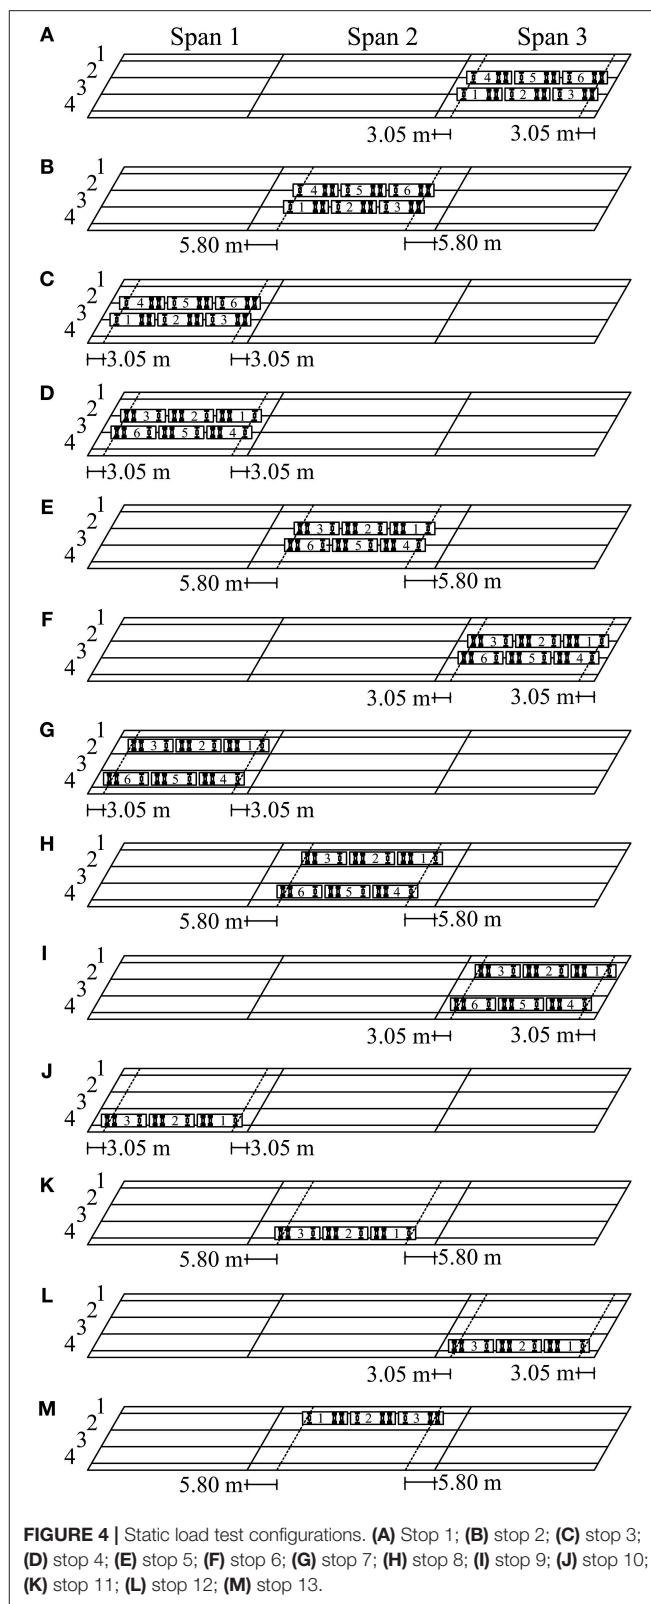 A Span 1 Span 2 Span 3
1 2 3 4
4 5 6
1 2 3
3.05 m 3.05 m
B
1 2 3 4
4 5 6
1 2 3
5.80 m 5.80 m
C
1 2 3 4
4 5 6
1 2 3
3.05 m 3.05 m
D
1 2 3 4
3 2 1
6 5 4
3.05 m 3.05 m
E
1 2 3 4
3 2 1
6 5 4
5.80 m 5.80 m
F
1 2 3 4
3 2 1
6 5 4
3.05 m 3.05 m
G
1 2 3 4
3 2 1
6 5 4
3.05 m 3.05 m
H
1 2 3 4
3 2 1
6 5 4
5.80 m 5.80 m
I
1 2 3 4
3 2 1
6 5 4
3.05 m 3.05 m
J
1 2 3 4
3 2 1
3.05 m 3.05 m
K
1 2 3 4
3 2 1
5.80 m 5.80 m
L
1 2 3 4
3 2 1
3.05 m 3.05 m
M
1 2 3 4
1 2 3
5.80 m 5.80 m
FIGURE 4 | Static load test configurations. (A) Stop 1; (B) stop 2; (C) stop 3;
(D) stop 4; (E) stop 5; (F) stop 6; (G) stop 7; (H) stop 8; (I) stop 9; (J) stop 10;
(K) stop 11; (L) stop 12; (M) stop 13.